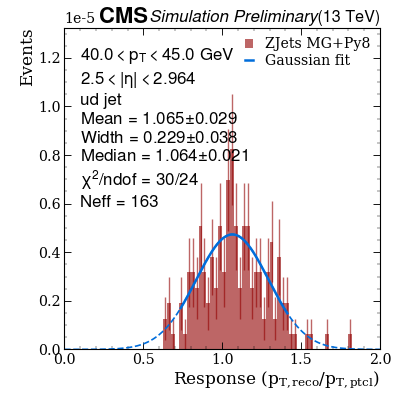 1e-5 CMS Simulation Preliminary (13 TeV)
Events
ZJets MG+Py8
Gaussian fit
40.0 < pT < 45.0 GeV
2.5 < |η| < 2.964
ud jet
Mean = 1.065±0.029
Width = 0.229±0.038
Median = 1.064±0.021
χ²/ndof = 30/24
Neff = 163
1.2
1.0
0.8
0.6
0.4
0.2
0.0
0.0 0.5 1.0 1.5 2.0
Response (pT,reco/pT,ptcl)